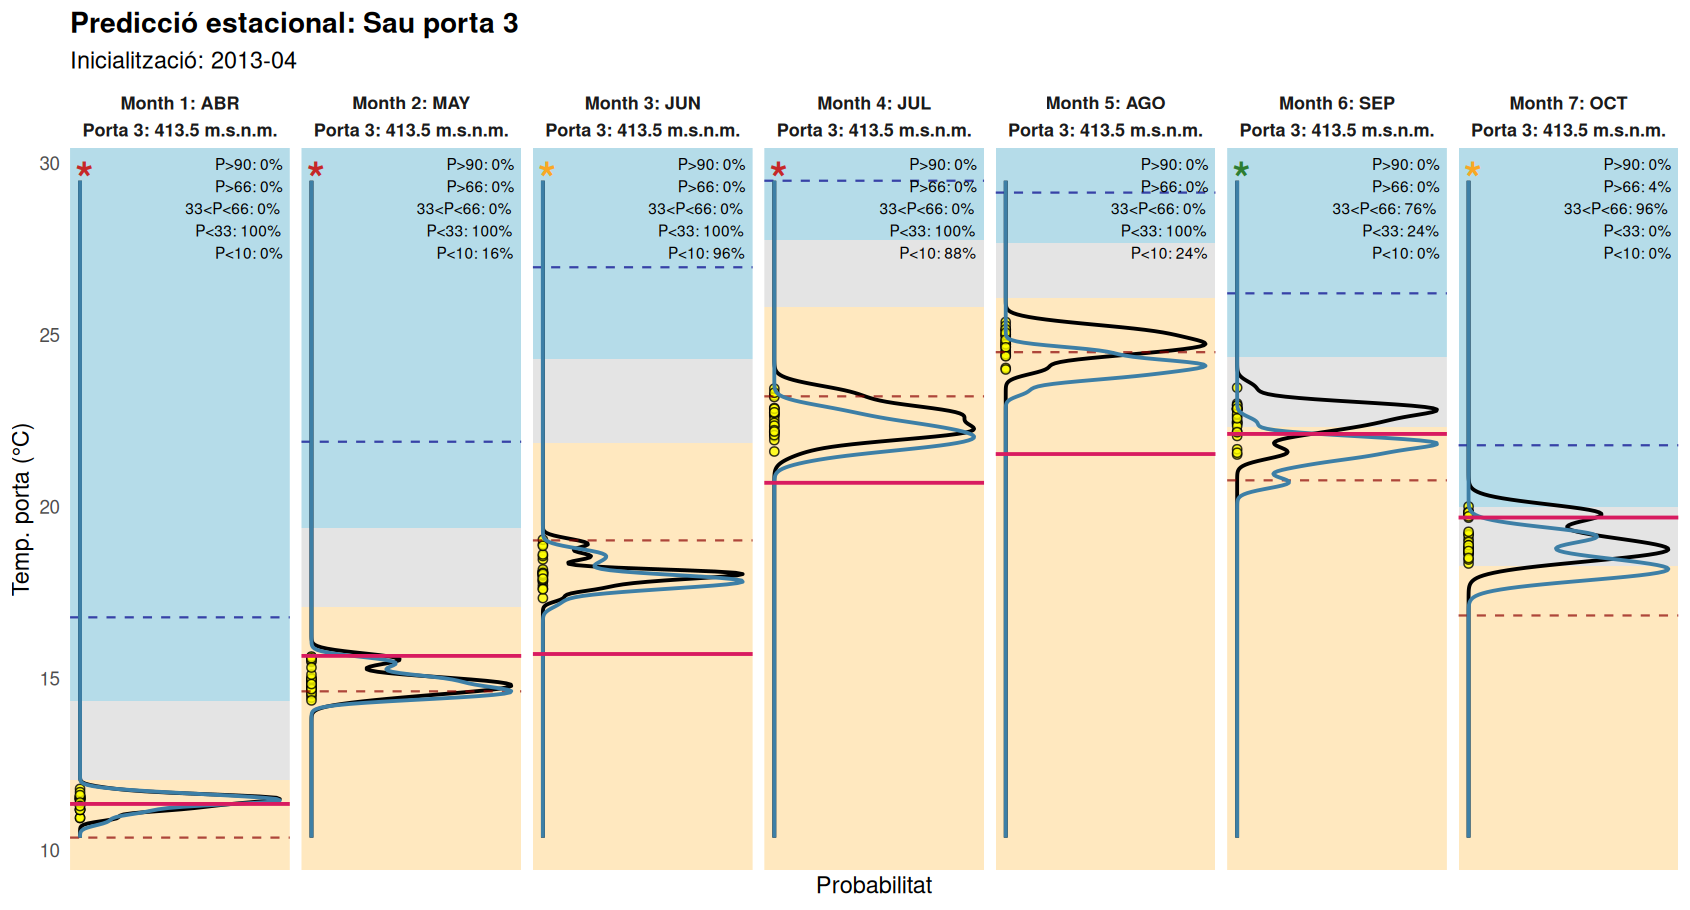 Predicció estacional: Sau porta 3
Inicialització: 2013-04
Month 1: ABR
Porta 3: 413.5 m.s.n.m.
Month 2: MAY
Porta 3: 413.5 m.s.n.m.
Month 3: JUN
Porta 3: 413.5 m.s.n.m.
Month 4: JUL
Porta 3: 413.5 m.s.n.m.
Month 5: AGO
Porta 3: 413.5 m.s.n.m.
Month 6: SEP
Porta 3: 413.5 m.s.n.m.
Month 7: OCT
Porta 3: 413.5 m.s.n.m.
Temp. porta (°C)
30
25
20
15
10
*
P>90: 0%
P>66: 0%
33<P<66: 0%
P<33: 100%
P<10: 0%
*
P>90: 0%
P>66: 0%
33<P<66: 0%
P<33: 100%
P<10: 16%
*
P>90: 0%
P>66: 0%
33<P<66: 0%
P<33: 100%
P<10: 96%
*
P>90: 0%
P>66: 0%
33<P<66: 0%
P<33: 100%
P<10: 88%
P>90: 0%
P>66: 0%
33<P<66: 0%
P<33: 100%
P<10: 24%
*
P>90: 0%
P>66: 0%
33<P<66: 76%
P<33: 24%
P<10: 0%
*
P>90: 0%
P>66: 4%
33<P<66: 96%
P<33: 0%
P<10: 0%
Probabilitat